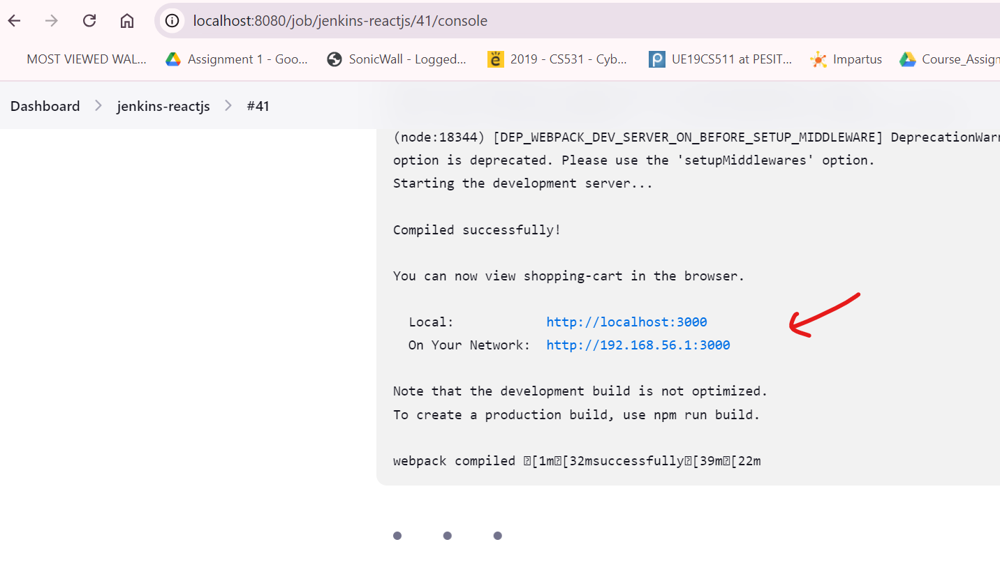 localhost:8080/job/jenkins-reactjs/41/console
MOST VIEWED WAL... Assignment 1 - Goo... SonicWall - Logged... 2019 - CS531 - Cyb... UE19CS511 at PESIT... Impartus Course_Assign
Dashboard > jenkins-reactjs > #41
(node:18344) [DEP_WEBPACK_DEV_SERVER_ON_BEFORE_SETUP_MIDDLEWARE] DeprecationWarn
option is deprecated. Please use the 'setupMiddlewares' option.
Starting the development server...
Compiled successfully!
You can now view shopping-cart in the browser.
Local: http://localhost:3000
On Your Network: http://192.168.56.1:3000
Note that the development build is not optimized.
To create a production build, use npm run build.
webpack compiled [1m[32msuccessfully[39m[22m